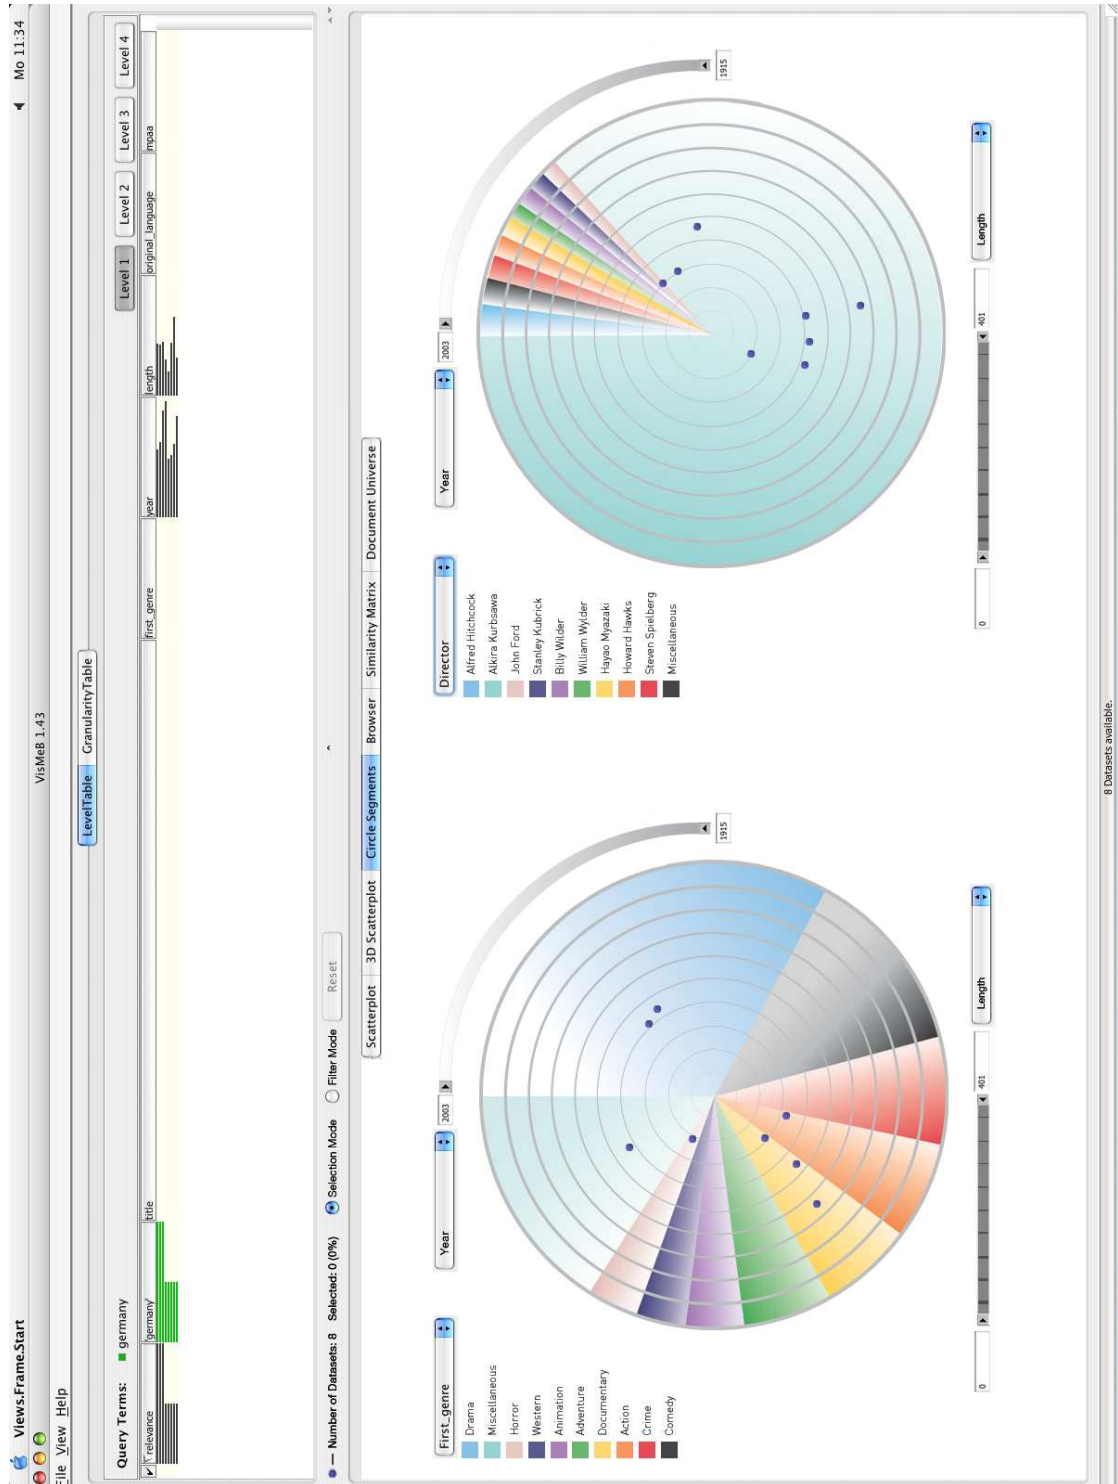 Views.Frame.Start
Mo 11:34
VisMeB 1.43
File View Help
LevelTable GranularityTable
Query Terms: germany
Level 1 Level 2 Level 3 Level 4
relevance 'germany' title first_genre year length original_language mpaa
Number of Datasets: 8 Selected: 0 (0%) Selection Mode Filter Mode Reset
Scatterplot 3D Scatterplot Circle Segments Browser Similarity Matrix Document Universe
First_genre
Year
2003
1915
Drama
Miscellaneous
Horror
Western
Animation
Adventure
Documentary
Action
Crime
Comedy
0
401
Length
Director
Year
2003
1915
Alfred Hitchcock
Alkira Kurbsawa
John Ford
Stanley Kubrick
Billy Wilder
William Wylder
Hayao Myazaki
Howard Hawks
Steven Spielberg
Miscellaneous
0
401
Length
8 Datasets available.